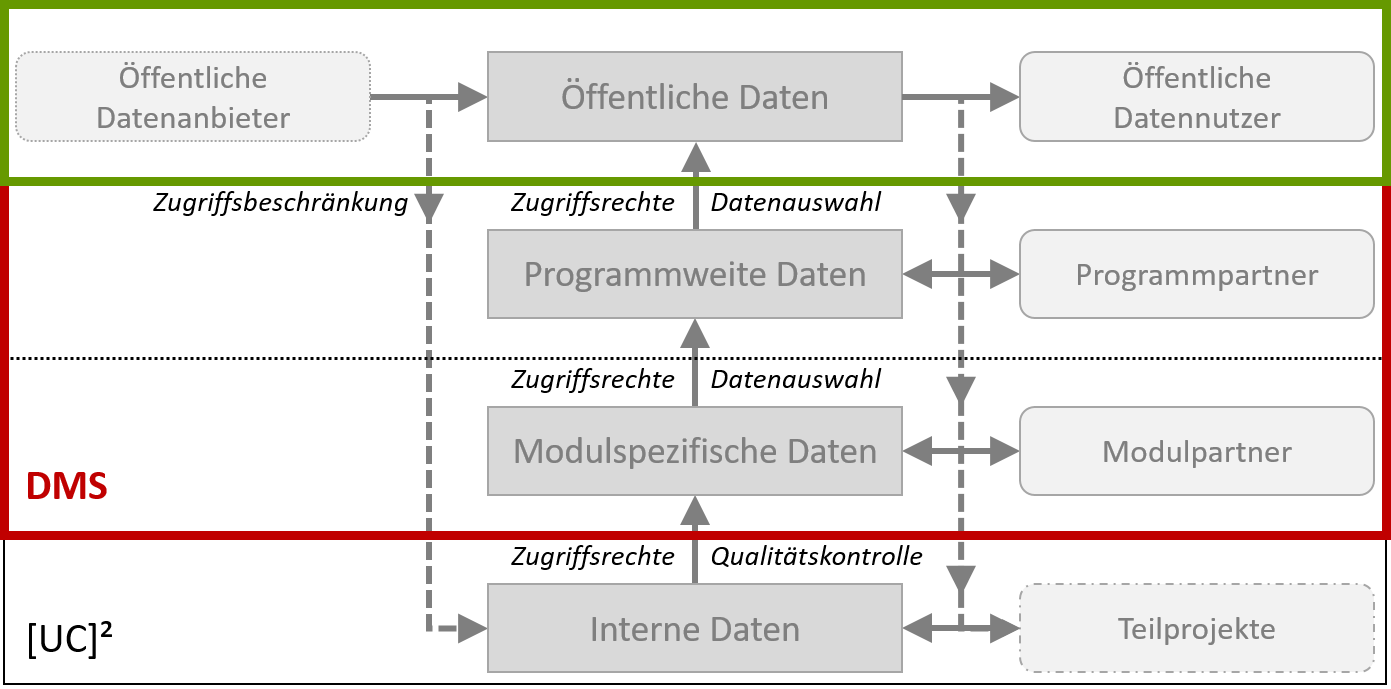 Öffentliche
Datenanbieter
Öffentliche Daten
Öffentliche
Datennutzer
Zugriffsbeschränkung
Zugriffsrechte
Datenauswahl
Programmweite Daten
Programmpartner
Zugriffsrechte
Datenauswahl
Modulspezifische Daten
Modulpartner
DMS
Zugriffsrechte
Qualitätskontrolle
Interne Daten
Teilprojekte
[UC]²